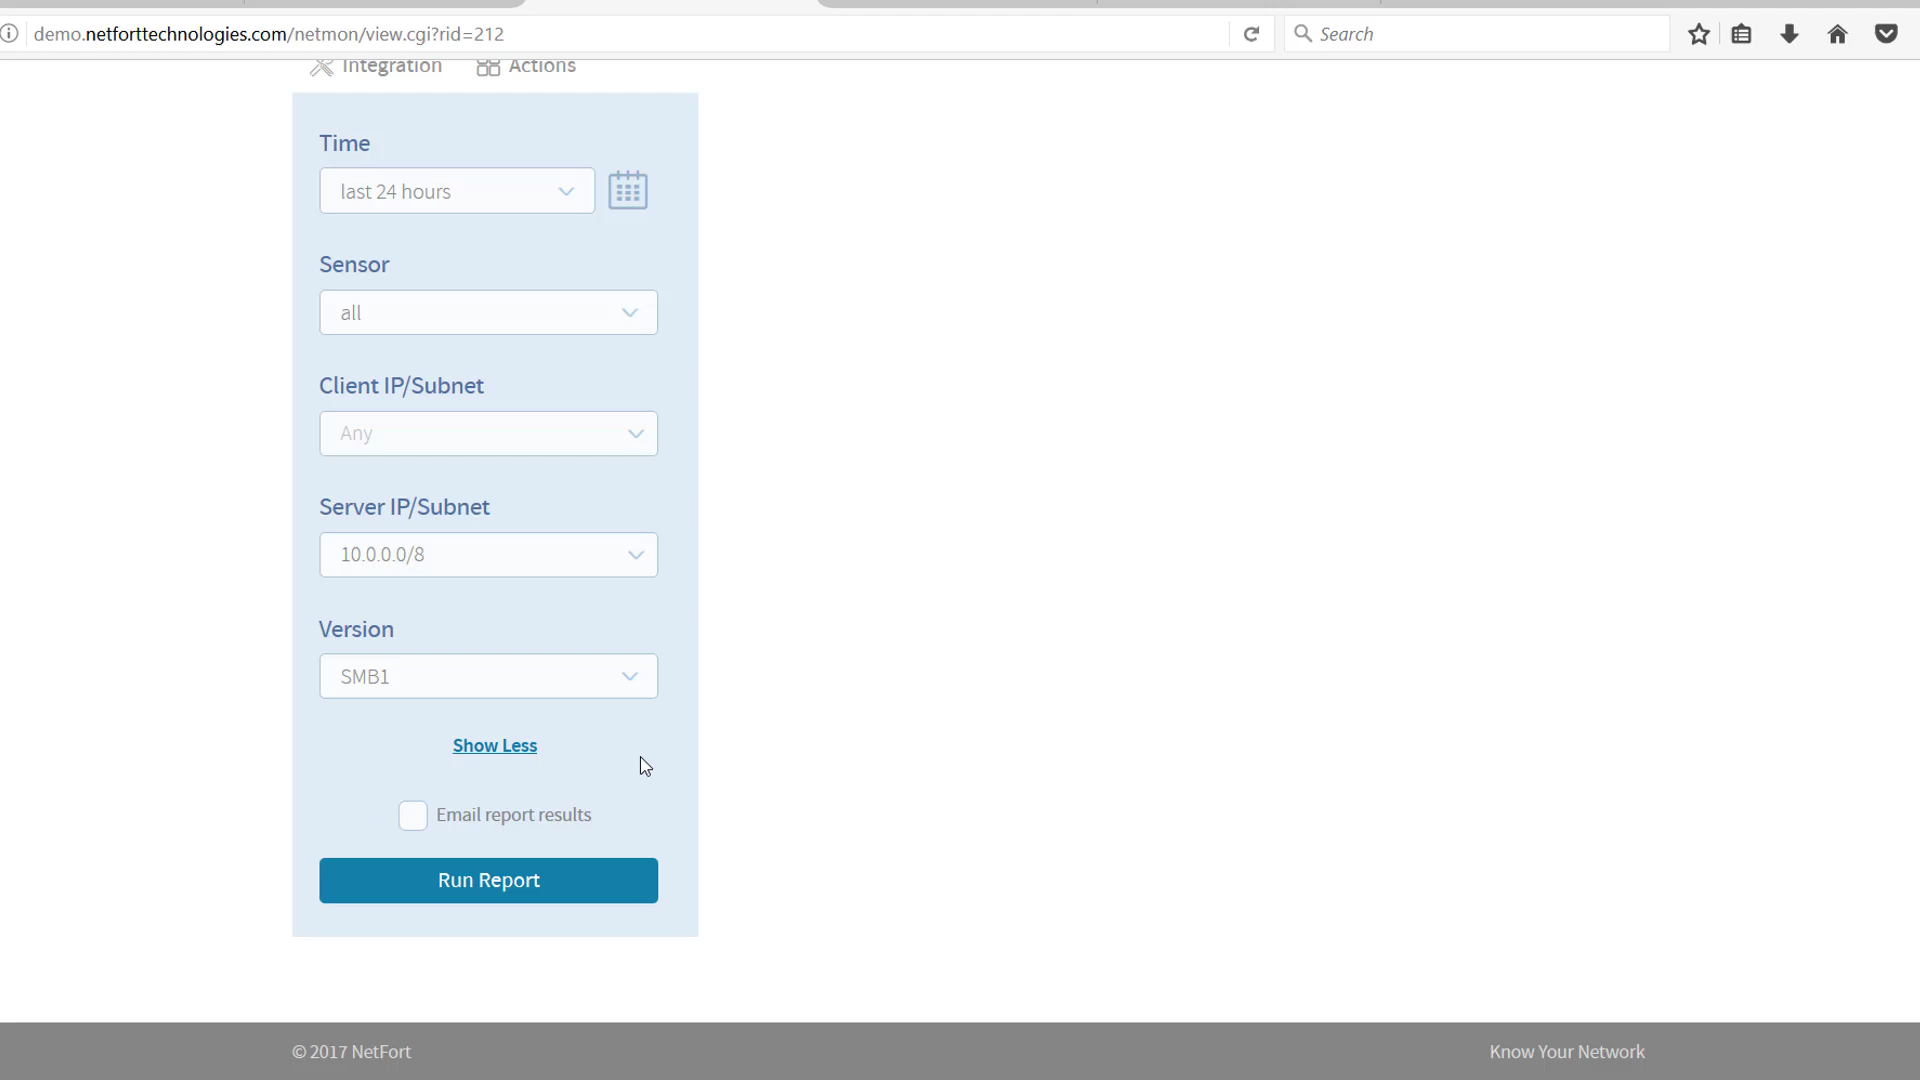 demo.netforttechnologies.com/netmon/view.cgi?rid=212
Search
Integration
Actions
Time
last 24 hours
Sensor
all
Client IP/Subnet
Any
Server IP/Subnet
10.0.0.0/8
Version
SMB1
Show Less
Email report results
Run Report
© 2017 NetFort
Know Your Network